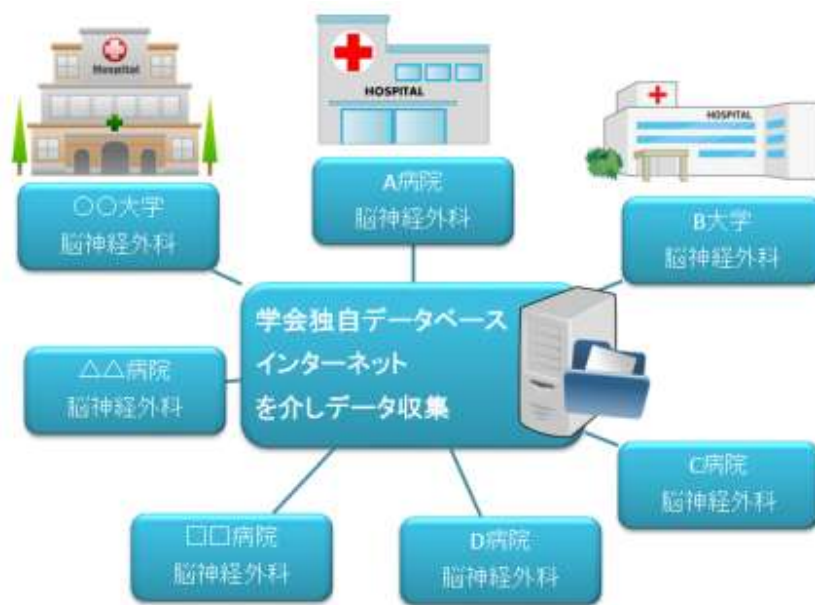 Hospital
HOSPITAL
HOSPITAL
○○大学
脳神経外科
A病院
脳神経外科
B大学
脳神経外科
学会独自データベース
インターネット
を介しデータ収集
△△病院
脳神経外科
C病院
脳神経外科
□□病院
脳神経外科
D病院
脳神経外科